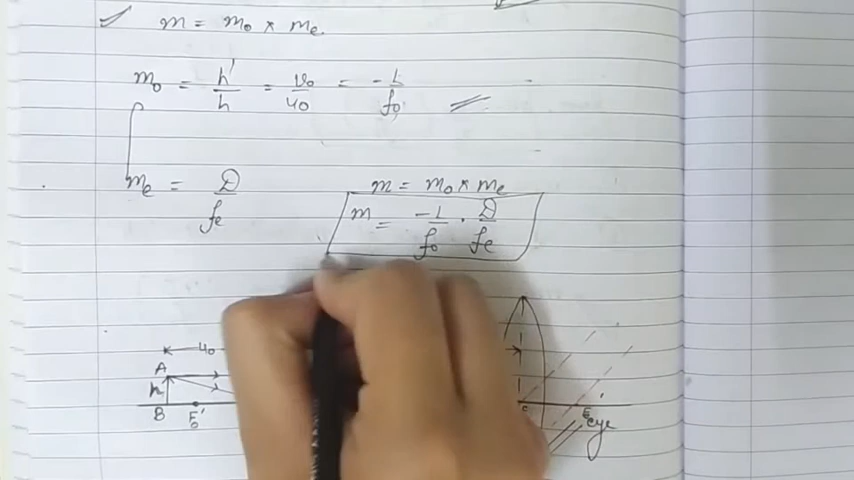 m = m₀ × mₑ.
m₀ = h'/h = v₀/u₀ = -L/f₀
mₑ = D/fₑ
m = m₀ × mₑ
m = -L/f₀ · D/fₑ
u₀
A
h
B F₀' eye